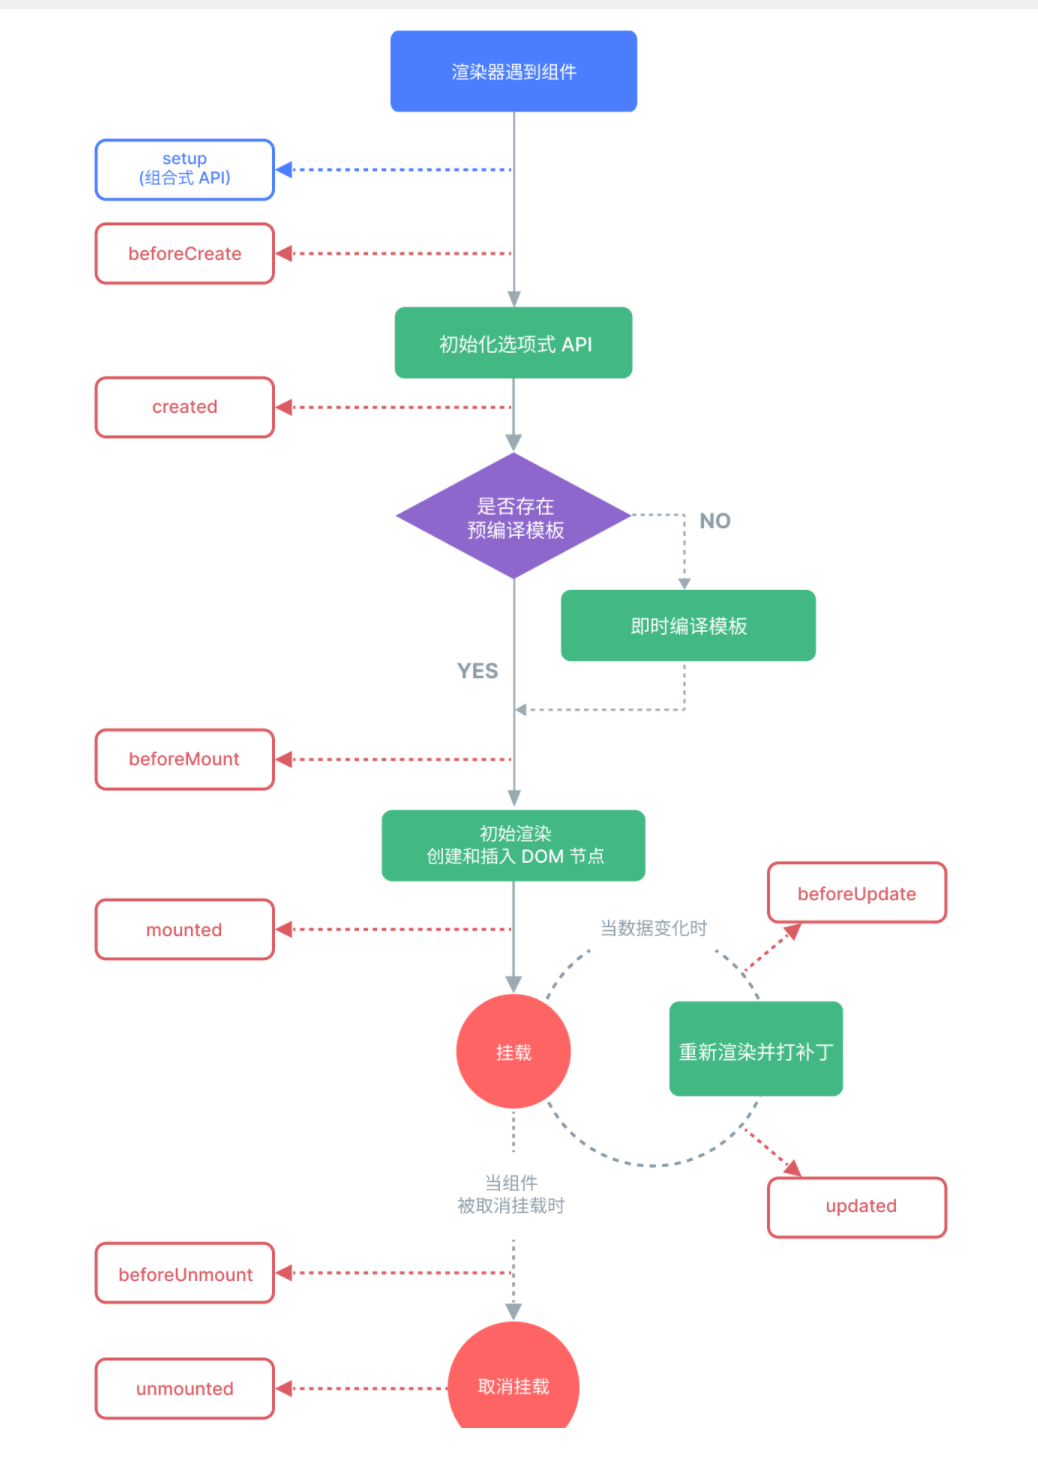 渲染器遇到组件
setup
(组合式 API)
beforeCreate
初始化选项式 API
created
是否存在
预编译模板
NO
即时编译模板
YES
beforeMount
初始渲染
创建和插入 DOM 节点
beforeUpdate
mounted
当数据变化时
挂载
重新渲染并打补丁
当组件
被取消挂载时
updated
beforeUnmount
unmounted
取消挂载